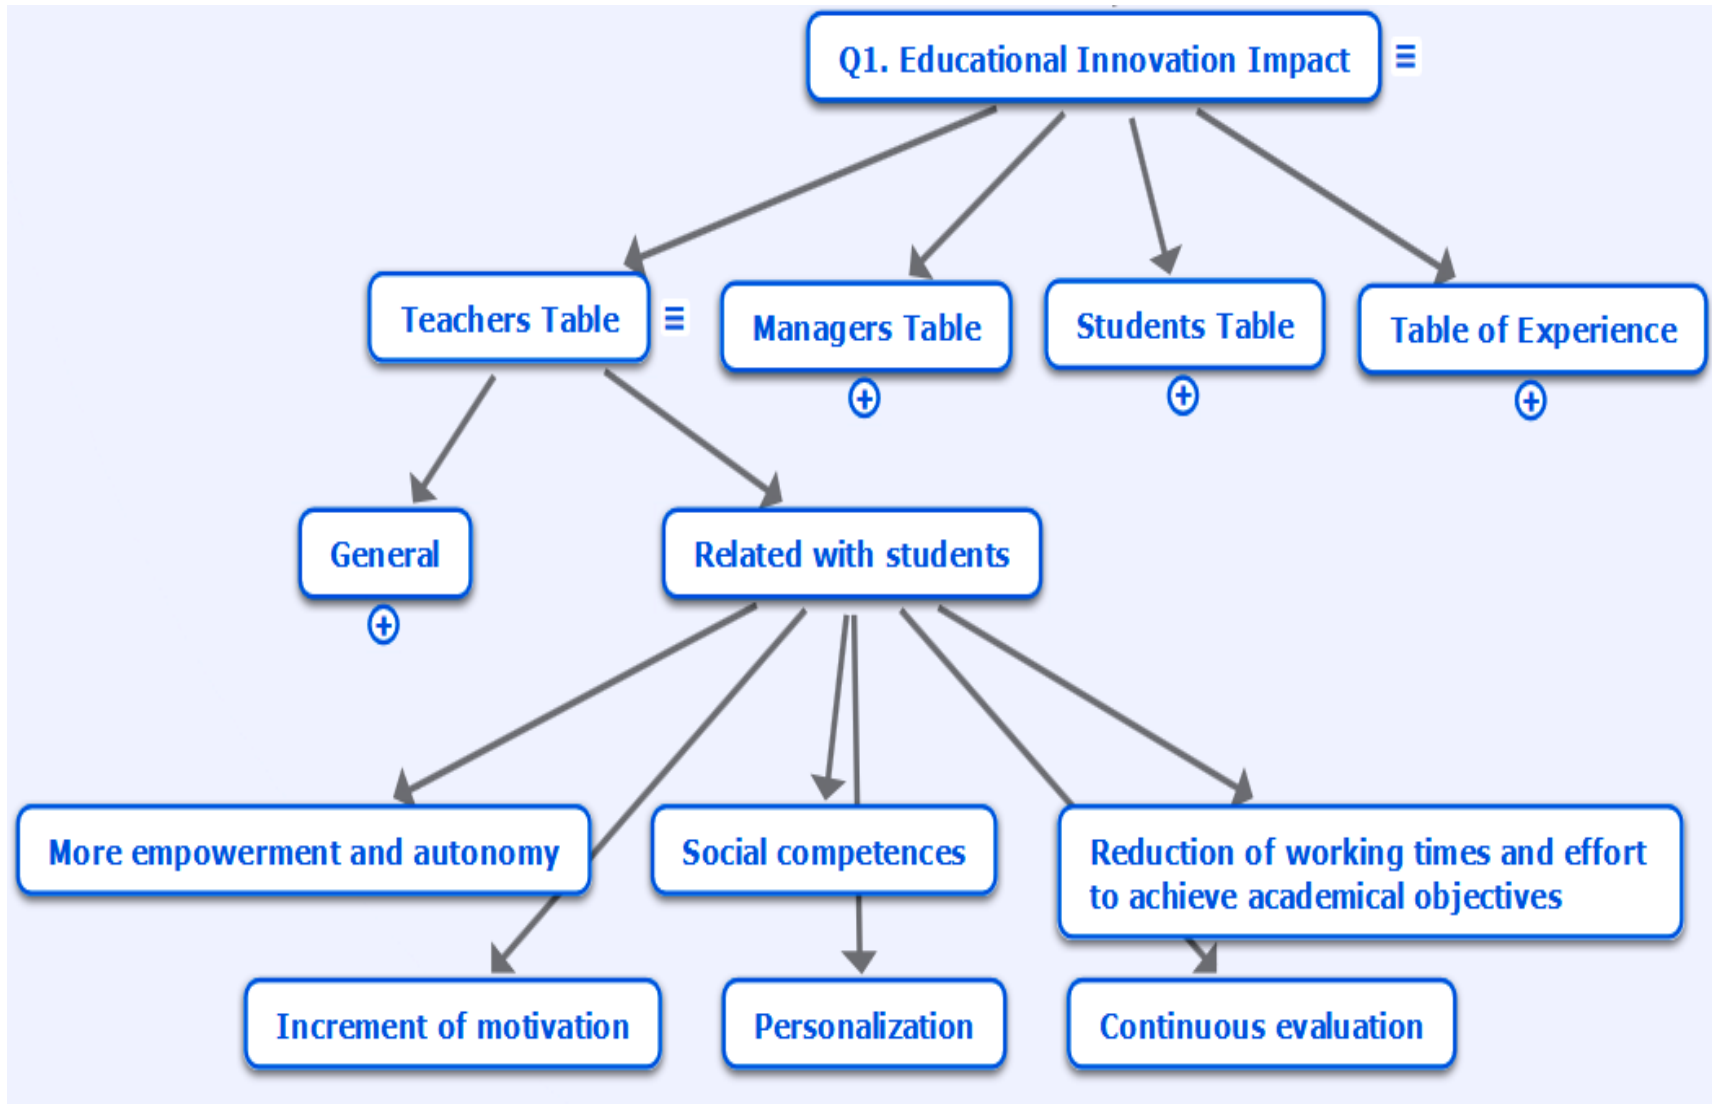 Q1. Educational Innovation Impact
Teachers Table
Managers Table
Students Table
Table of Experience
General
Related with students
More empowerment and autonomy
Social competences
Reduction of working times and effort
to achieve academical objectives
Increment of motivation
Personalization
Continuous evaluation